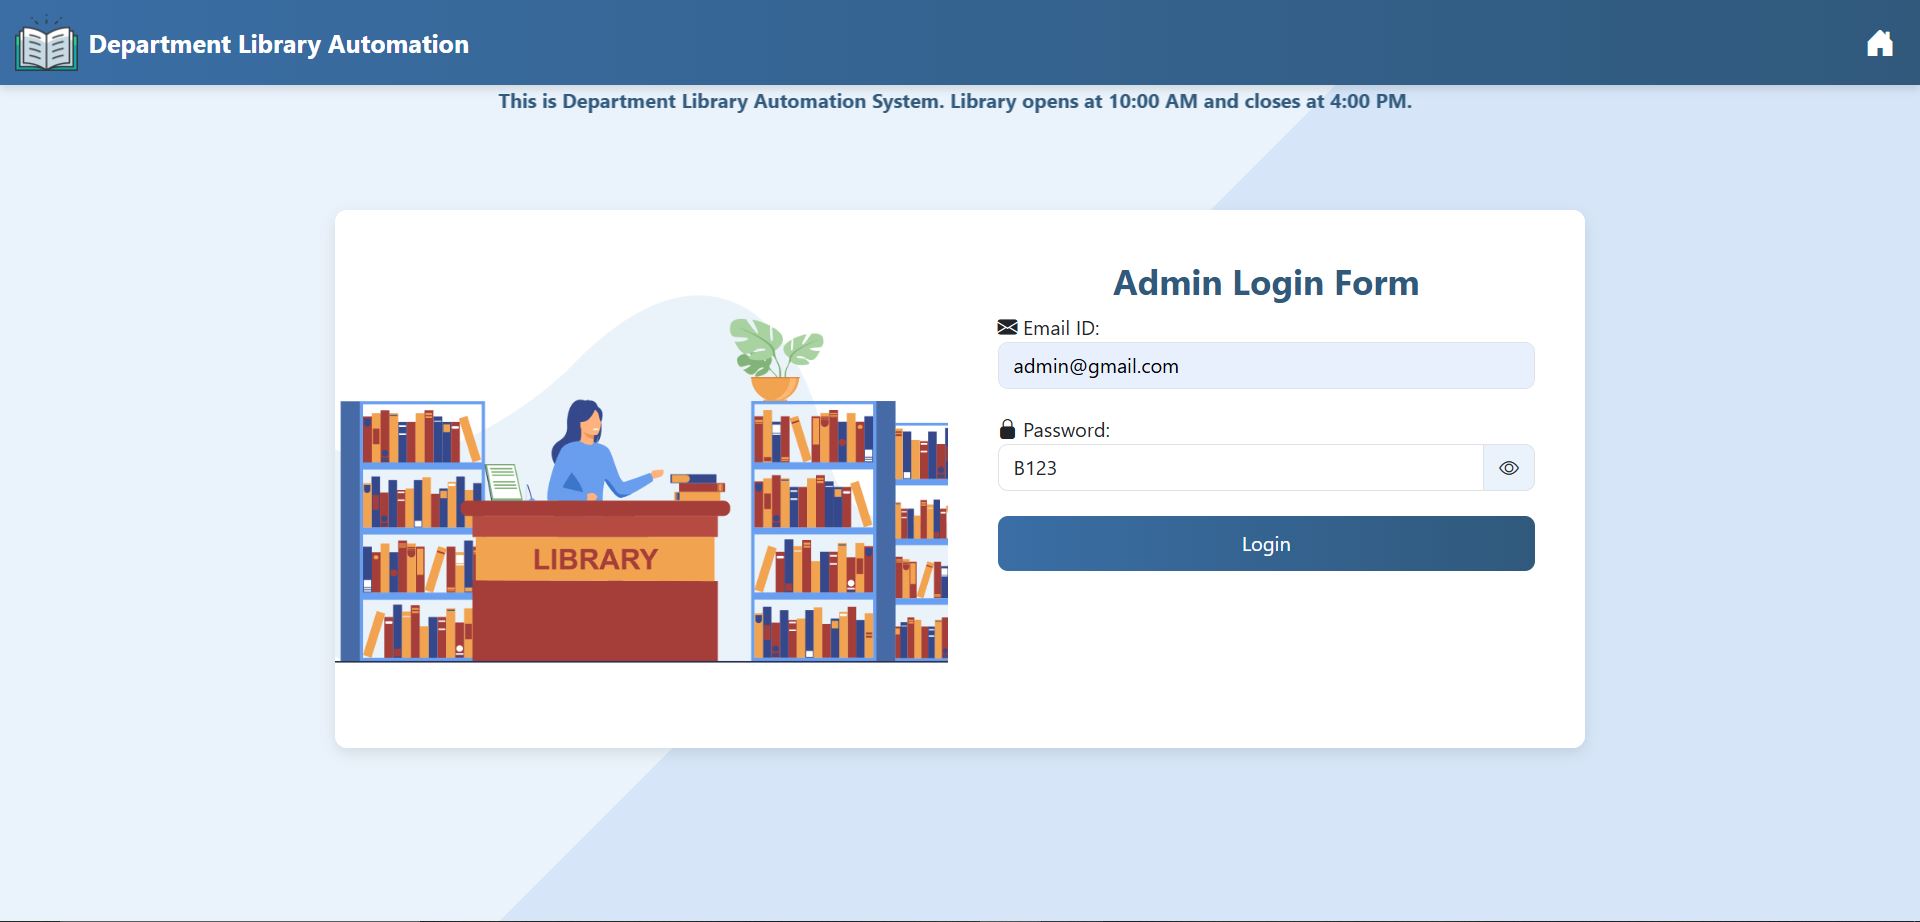 Department Library Automation
This is Department Library Automation System. Library opens at 10:00 AM and closes at 4:00 PM.
Admin Login Form
Email ID:
admin@gmail.com
Password:
B123
Login
LIBRARY